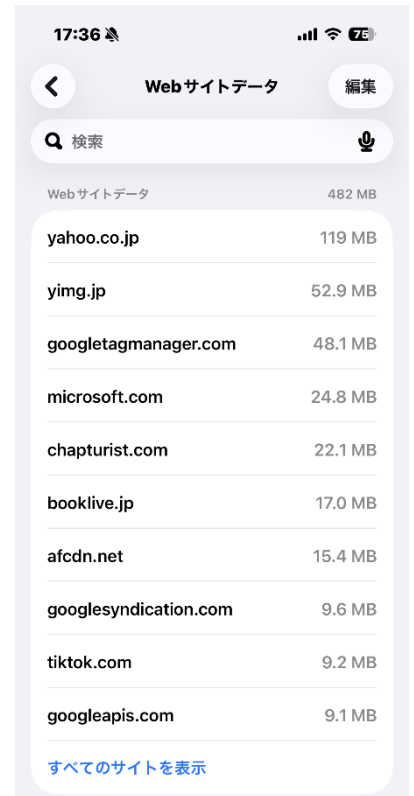 17:36 75
Webサイトデータ 編集
検索
Webサイトデータ 482 MB
yahoo.co.jp 119 MB
yimg.jp 52.9 MB
googletagmanager.com 48.1 MB
microsoft.com 24.8 MB
chapturist.com 22.1 MB
booklive.jp 17.0 MB
afcdn.net 15.4 MB
googlesyndication.com 9.6 MB
tiktok.com 9.2 MB
googleapis.com 9.1 MB
すべてのサイトを表示